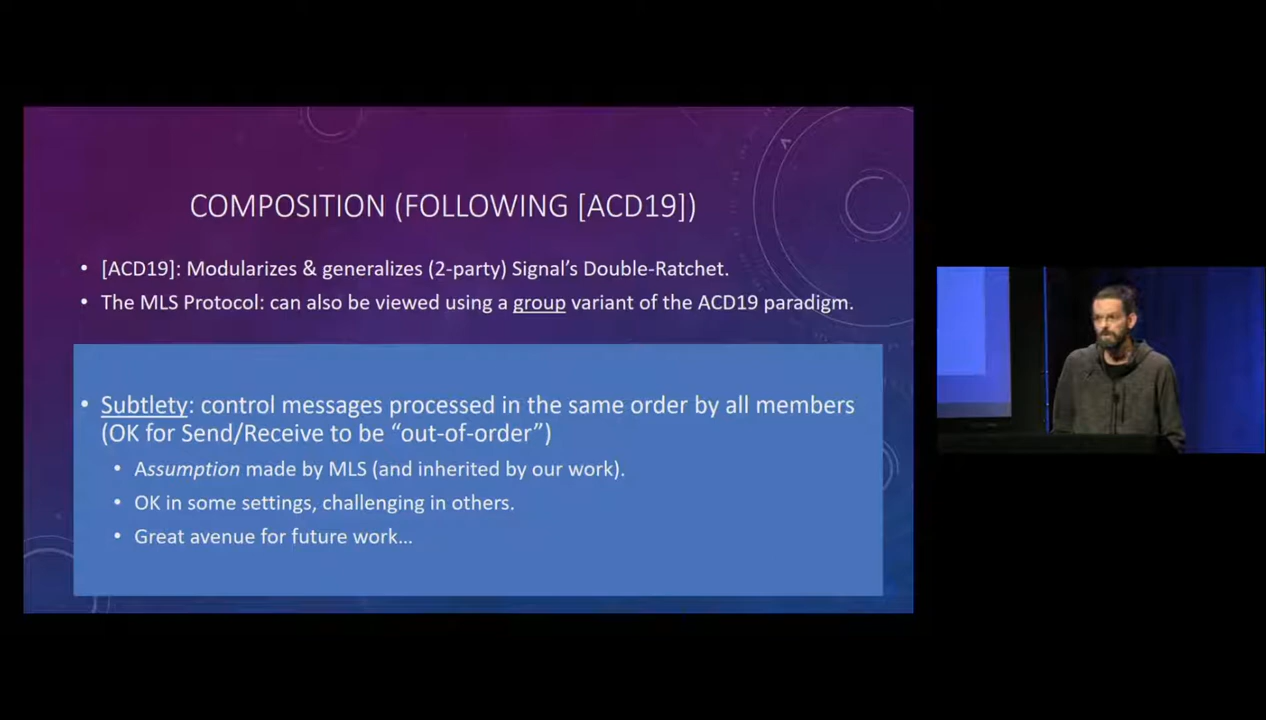 COMPOSITION (FOLLOWING [ACD19])
• [ACD19]: Modularizes & generalizes (2-party) Signal's Double-Ratchet.
• The MLS Protocol: can also be viewed using a group variant of the ACD19 paradigm.
• Subtlety: control messages processed in the same order by all members
(OK for Send/Receive to be “out-of-order”)
• Assumption made by MLS (and inherited by our work).
• OK in some settings, challenging in others.
• Great avenue for future work…